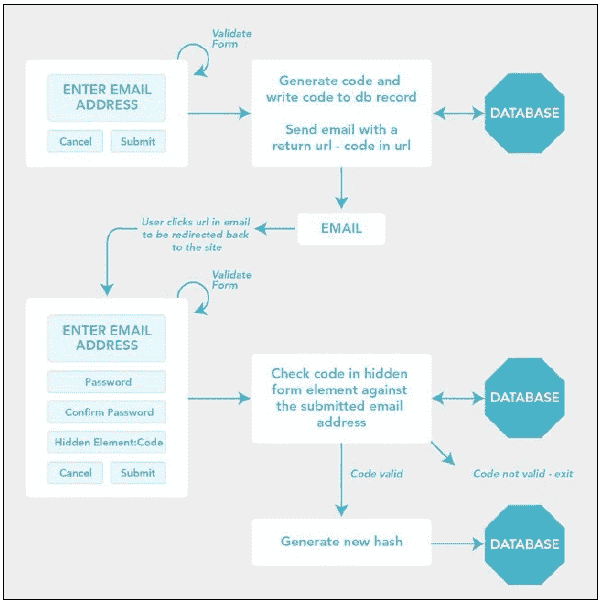 Validate
Form
ENTER EMAIL
ADDRESS
Cancel
Submit
Generate code and
write code to db record
Send email with a
return url - code in url
DATABASE
EMAIL
User clicks url in email
to be redirected back
to the site
Validate
Form
ENTER EMAIL
ADDRESS
Password
Confirm Password
Hidden Element:Code
Cancel
Submit
Check code in hidden
form element against
the submitted email
address
DATABASE
Code valid
Code not valid - exit
Generate new hash
DATABASE